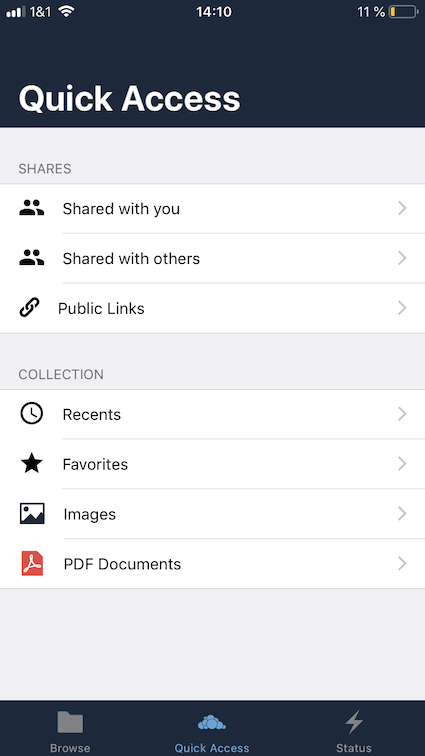 1&1 14:10 11 %
Quick Access
SHARES
Shared with you
Shared with others
Public Links
COLLECTION
Recents
Favorites
Images
PDF Documents
Browse Quick Access Status